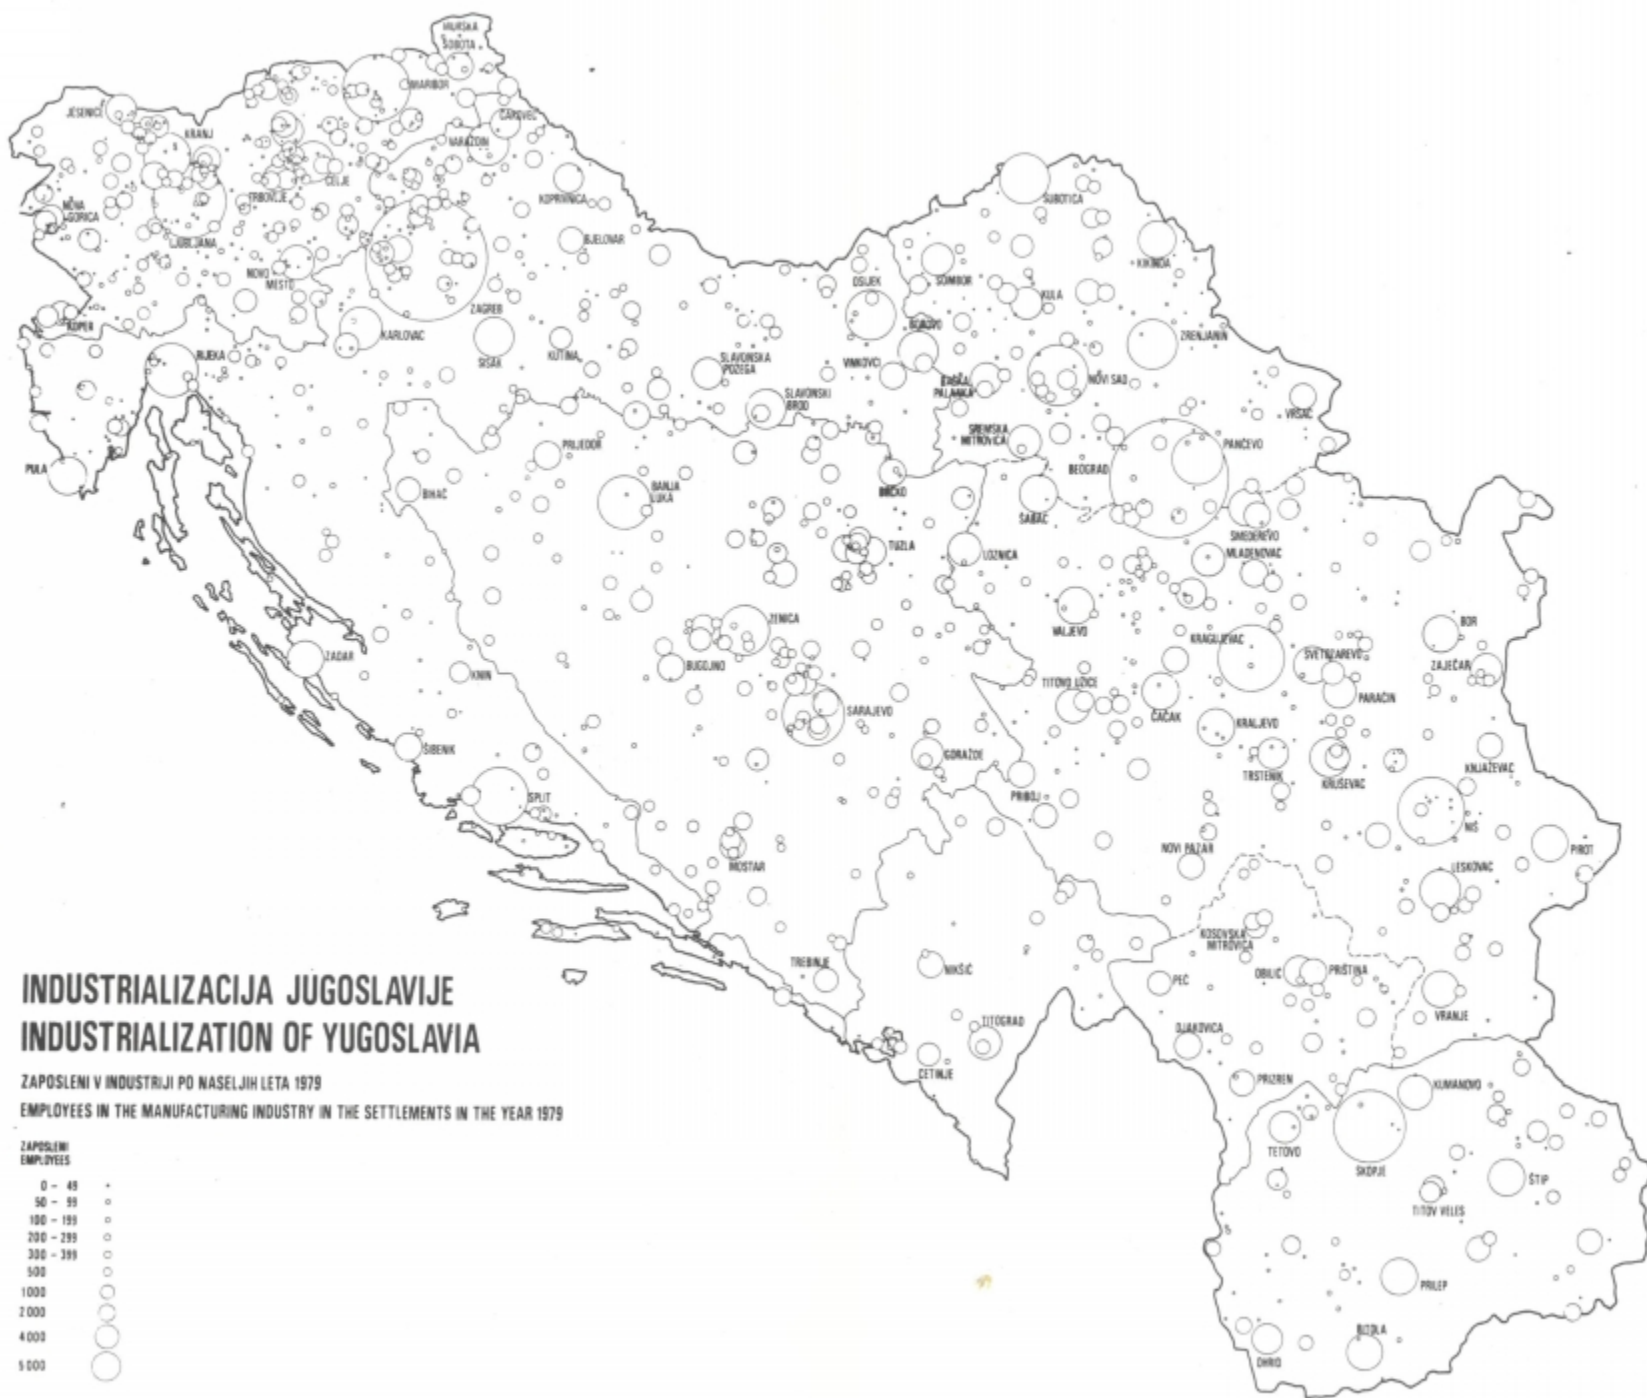 MURSKA
SOBOTA
MARIBOR
JESENICE
ČAKOVEC
KRANJ
VARAŽDIN
CELJE
TRBOVLJE
KOPRIVNICA
NOVA
GORICA
LJUBLJANA
BJELOVAR
NOVO
MESTO
SUBOTICA
KIKINDA
SOMBOR
OSIJEK
KULA
ZAGREB
KOPER
KARLOVAC
SISAK
KUTINA
BOROVO
ZRENJANIN
RIJEKA
SLAVONSKA
POŽEGA
VINKOVCI
BAČKA
PALANKA
NOVI SAD
SLAVONSKI
BROD
VRŠAC
SREMSKA
MITROVICA
PANČEVO
PRIJEDOR
PULA
BEOGRAD
BANJA
LUKA
BIHAĆ
BRČKO
ŠABAC
SMEDEREVO
TUZLA
LOZNICA
MLADENOVAC
ZENICA
VALJEVO
BOR
KRAGUJEVAC
SVETOZAREVO
ZADAR
BUGOJNO
ZAJEČAR
KNIN
TITOVO UŽICE
PARAĆIN
SARAJEVO
ČAČAK
KRALJEVO
ŠIBENIK
GORAŽDE
KNJAŽEVAC
TRSTENIK
KRUŠEVAC
SPLIT
PRIBOJ
NIŠ
NOVI PAZAR
PIROT
MOSTAR
LESKOVAC
KOSOVSKA
MITROVICA
TREBINJE
NIKŠIĆ
OBILIĆ
PRIŠTINA
PEĆ
INDUSTRIALIZACIJA JUGOSLAVIJE
INDUSTRIALIZATION OF YUGOSLAVIA
VRANJE
TITOGRAD
DJAKOVICA
CETINJE
PRIZREN
KUMANOVO
ZAPOSLENI V INDUSTRIJI PO NASELJIH LETA 1979
EMPLOYEES IN THE MANUFACTURING INDUSTRY IN THE SETTLEMENTS IN THE YEAR 1979
TETOVO
SKOPJE
ŠTIP
TITOV VELES
PRILEP
BITOLA
OHRID
ZAPOSLENI
EMPLOYEES
0 - 49
50 - 99
100 - 199
200 - 299
300 - 399
500
1000
2000
4000
5000